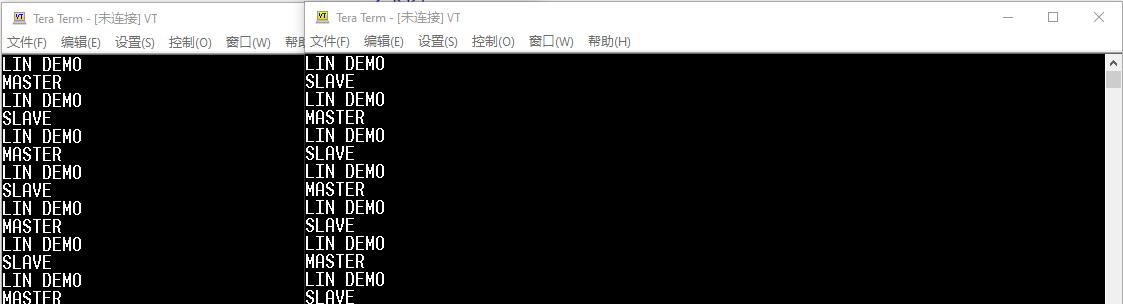 Tera Term - [未连接] VT
文件(F) 编辑(E) 设置(S) 控制(O) 窗口(W) 帮助
LIN DEMO
MASTER
LIN DEMO
SLAVE
LIN DEMO
MASTER
LIN DEMO
SLAVE
LIN DEMO
MASTER
LIN DEMO
SLAVE
LIN DEMO
MASTER
Tera Term - [未连接] VT
文件(F) 编辑(E) 设置(S) 控制(O) 窗口(W) 帮助(H)
LIN DEMO
SLAVE
LIN DEMO
MASTER
LIN DEMO
SLAVE
LIN DEMO
MASTER
LIN DEMO
SLAVE
LIN DEMO
MASTER
LIN DEMO
SLAVE